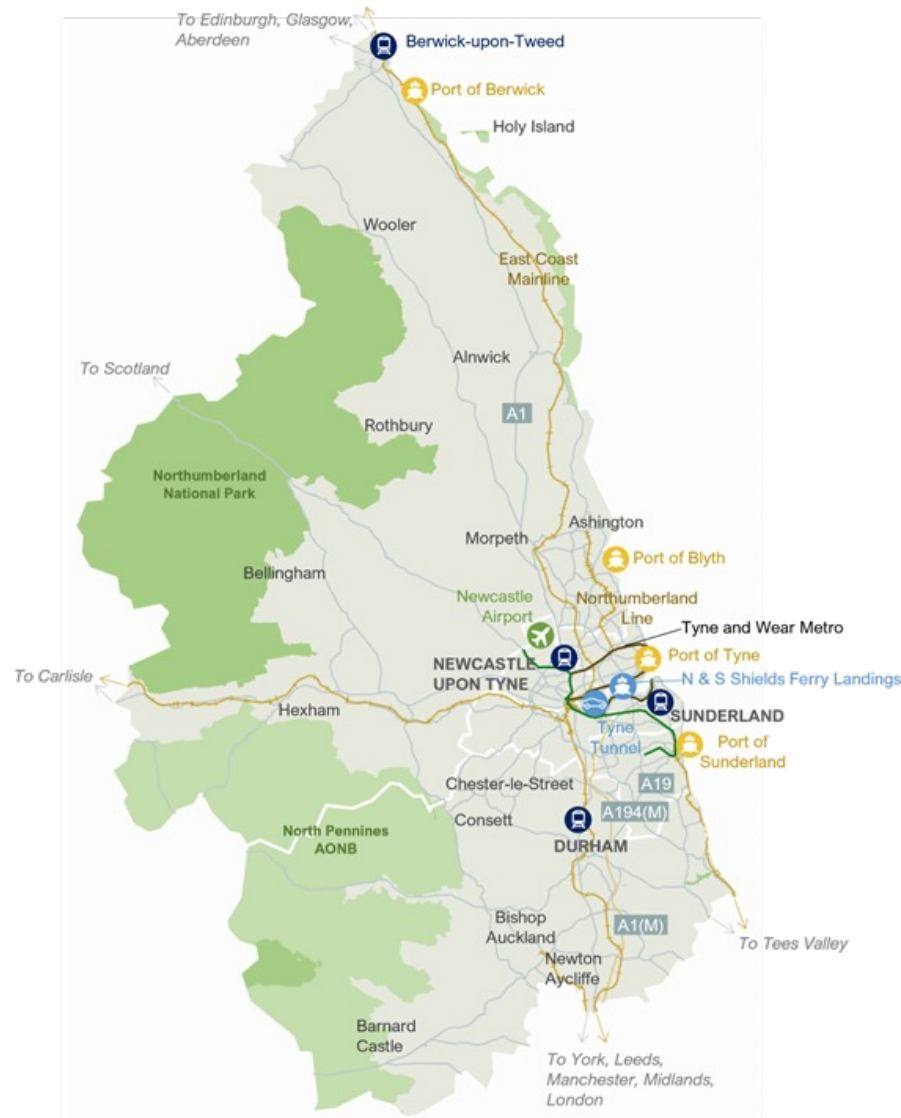 To Edinburgh, Glasgow,
Aberdeen
Berwick-upon-Tweed
Port of Berwick
Holy Island
Wooler
East Coast
Mainline
Alnwick
To Scotland
A1
Rothbury
Northumberland
National Park
Ashington
Morpeth
Port of Blyth
Bellingham
Newcastle
Airport
Northumberland
Line
Tyne and Wear Metro
Port of Tyne
NEWCASTLE
UPON TYNE
To Carlisle
N & S Shields Ferry Landings
Hexham
SUNDERLAND
Tyne
Tunnel
Port of
Sunderland
Chester-le-Street
A19
Consett
A194(M)
North Pennines
AONB
DURHAM
Bishop
Auckland
A1(M)
To Tees Valley
Newton
Aycliffe
Barnard
Castle
To York, Leeds,
Manchester, Midlands,
London